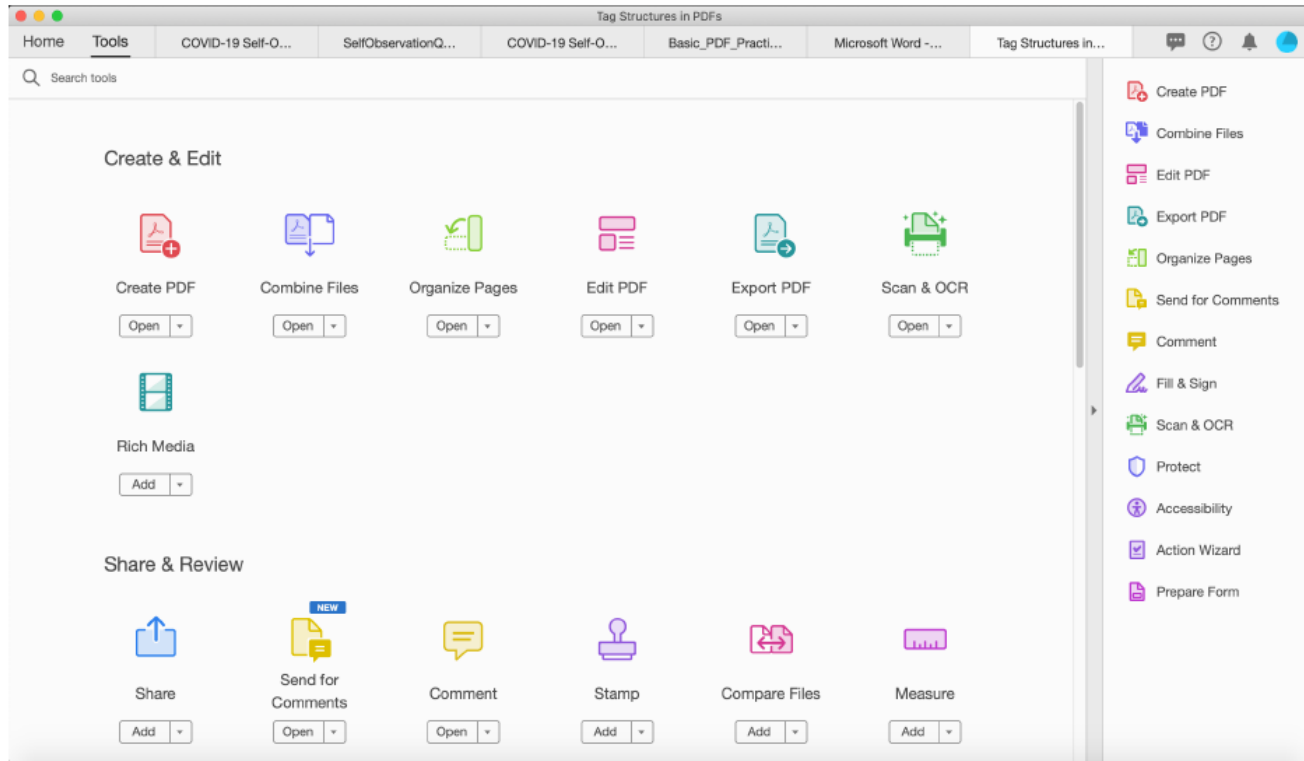 Tag Structures in PDFs
Home Tools COVID-19 Self-O... SelfObservationQ... COVID-19 Self-O... Basic_PDF_Practi... Microsoft Word -... Tag Structures in...
Search tools
Create & Edit
Create PDF Combine Files Organize Pages Edit PDF Export PDF Scan & OCR
Open Open Open Open Open Open
Rich Media
Add
Share & Review
NEW
Share Send for Comments Comment Stamp Compare Files Measure
Add Open Open Add Add Add
Create PDF
Combine Files
Edit PDF
Export PDF
Organize Pages
Send for Comments
Comment
Fill & Sign
Scan & OCR
Protect
Accessibility
Action Wizard
Prepare Form